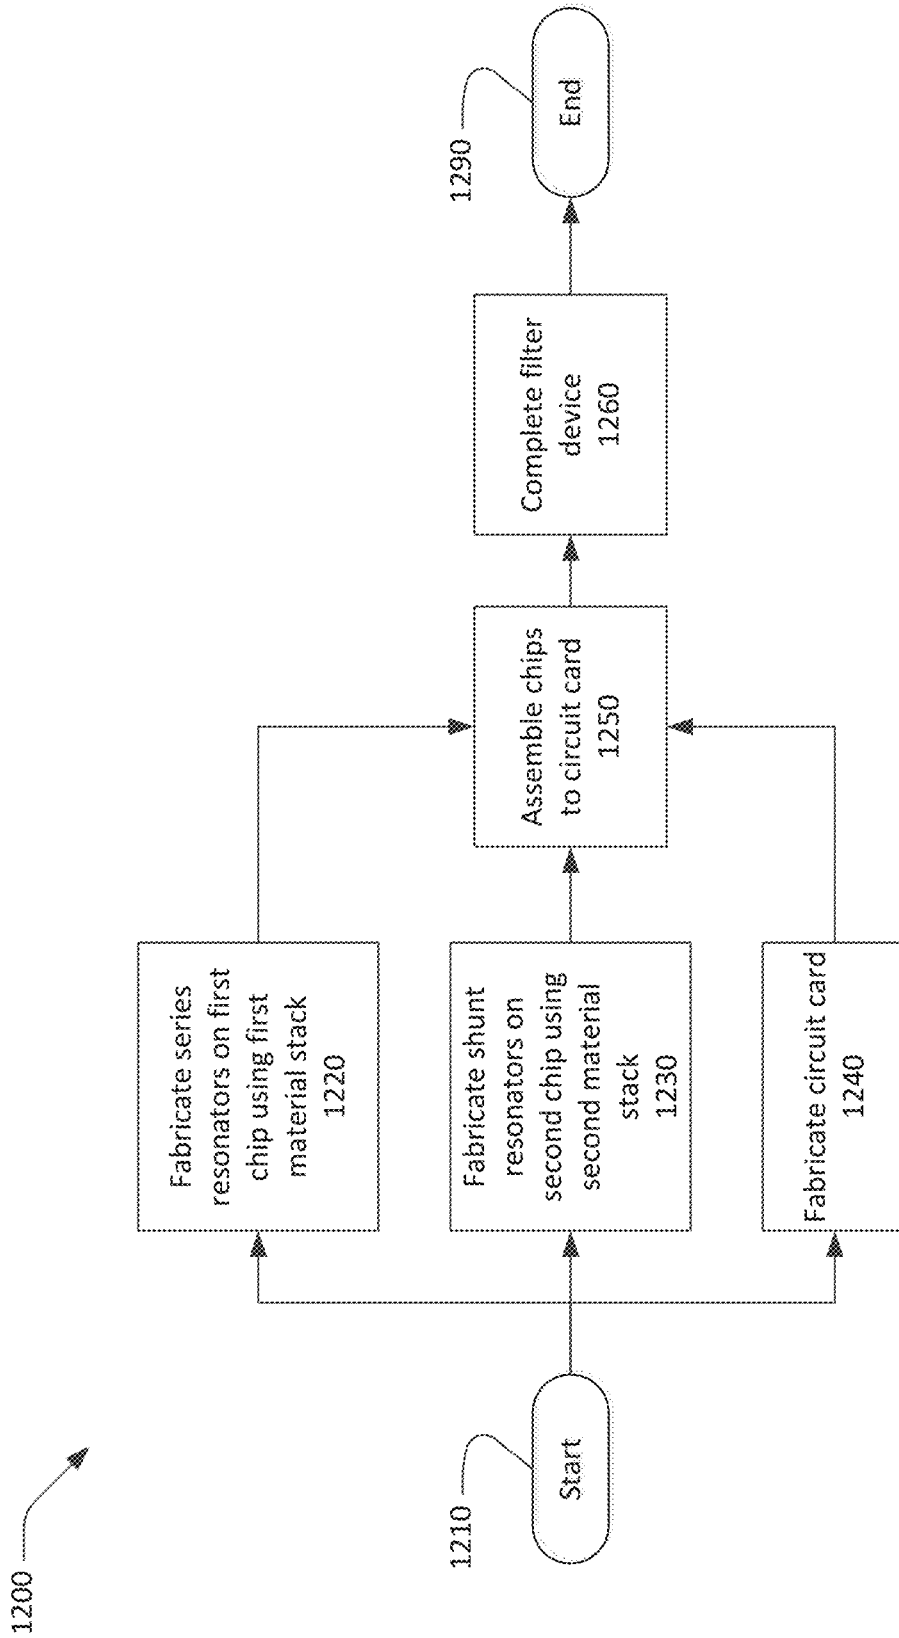 1200
1210
Start
Fabricate series
resonators on first
chip using first
material stack
1220
Fabricate shunt
resonators on
second chip using
second material
stack
1230
Fabricate circuit card
1240
Assemble chips
to circuit card
1250
Complete filter
device
1260
1290
End